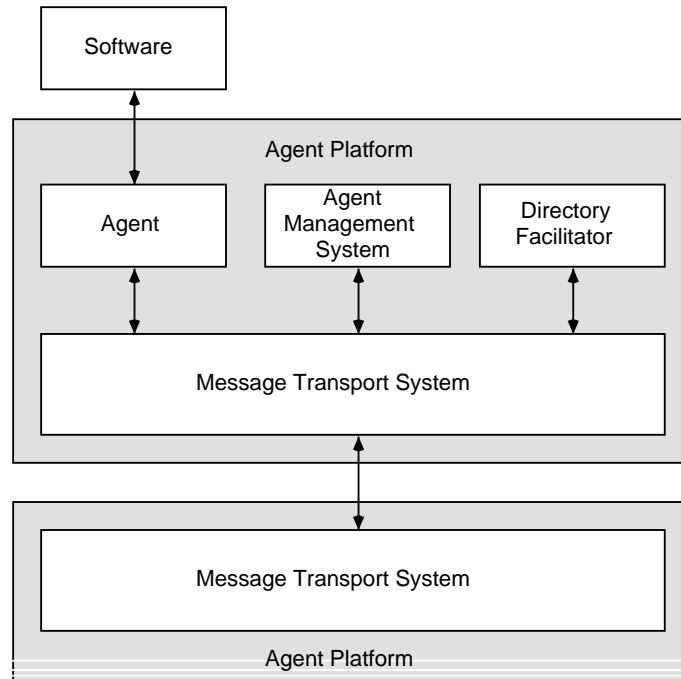 Software
Agent Platform
Agent
Agent
Management
System
Directory
Facilitator
Message Transport System
Message Transport System
Agent Platform